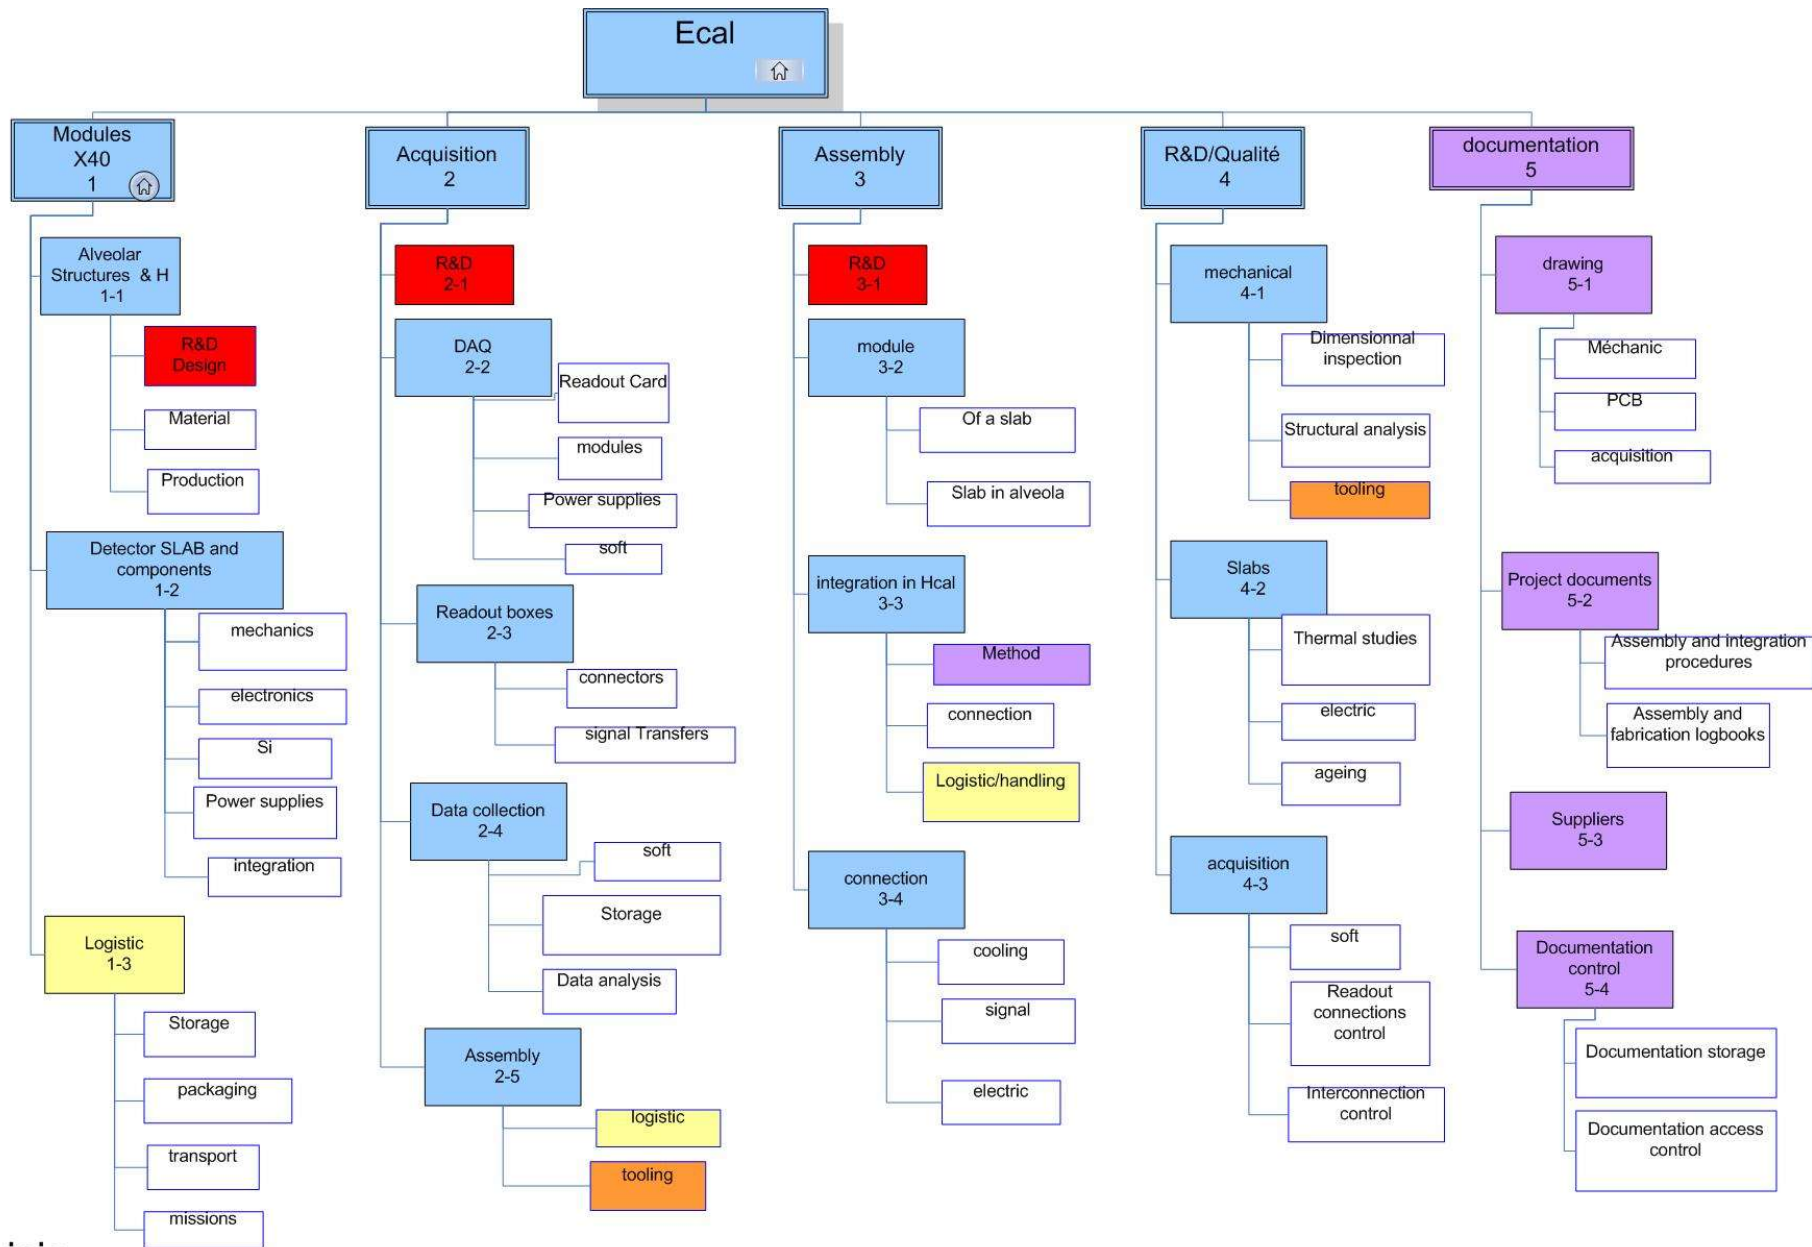 Ecal
Modules
X40
1
Alveolar
Structures & H
1-1
R&D
Design
Material
Production
Detector SLAB and
components
1-2
mechanics
electronics
Si
Power supplies
integration
Logistic
1-3
Storage
packaging
transport
missions
Acquisition
2
R&D
2-1
DAQ
2-2
Readout Card
modules
Power supplies
soft
Readout boxes
2-3
connectors
signal Transfers
Data collection
2-4
soft
Storage
Data analysis
Assembly
2-5
logistic
tooling
Assembly
3
R&D
3-1
module
3-2
Of a slab
Slab in alveola
integration in Hcal
3-3
Method
connection
Logistic/handling
connection
3-4
cooling
signal
electric
R&D/Qualité
4
mechanical
4-1
Dimensionnal
inspection
Structural analysis
tooling
Slabs
4-2
Thermal studies
electric
ageing
acquisition
4-3
soft
Readout
connections
control
Interconnection
control
documentation
5
drawing
5-1
Méchanic
PCB
acquisition
Project documents
5-2
Assembly and integration
procedures
Assembly and
fabrication logbooks
Suppliers
5-3
Documentation
control
5-4
Documentation storage
Documentation access
control